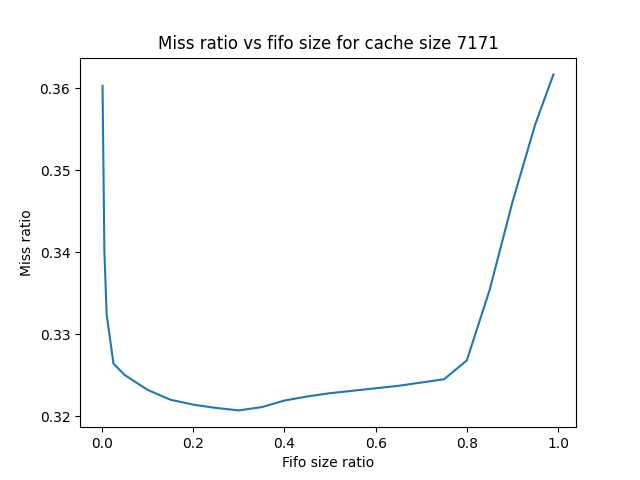 Miss ratio vs fifo size for cache size 7171
0.36
0.35
0.34
0.33
0.32
Miss ratio
0.0 0.2 0.4 0.6 0.8 1.0
Fifo size ratio